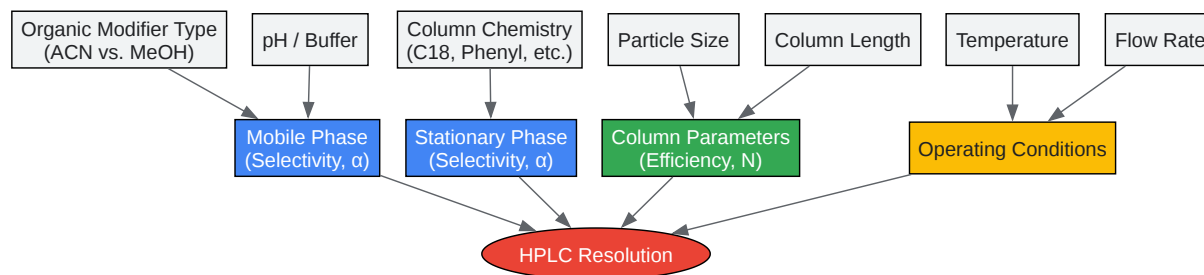 Organic Modifier Type
(ACN vs. MeOH)
pH / Buffer
Column Chemistry
(C18, Phenyl, etc.)
Particle Size
Column Length
Temperature
Flow Rate
Mobile Phase
(Selectivity, α)
Stationary Phase
(Selectivity, α)
Column Parameters
(Efficiency, N)
Operating Conditions
HPLC Resolution